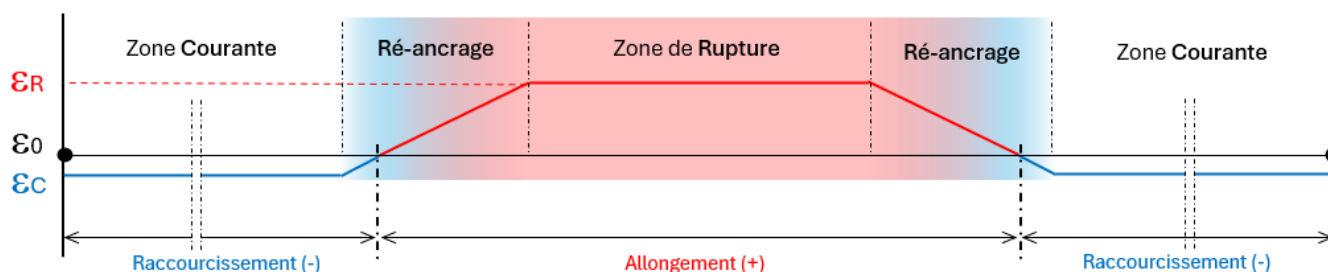 Zone Courante
Ré-ancrage
Zone de Rupture
Ré-ancrage
Zone Courante
εR
ε0
εC
Raccourcissement (-)
Allongement (+)
Raccourcissement (-)